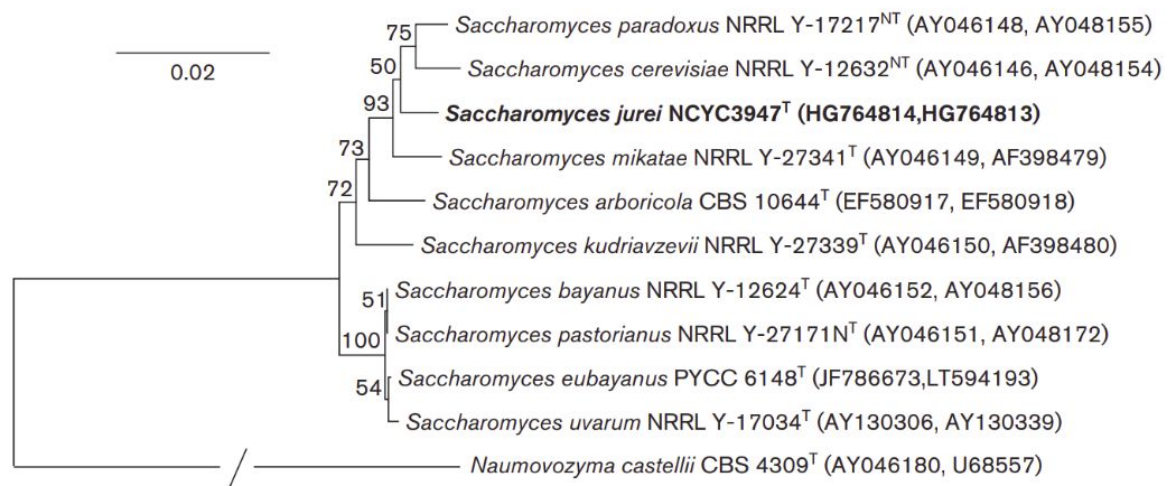 75
Saccharomyces paradoxus NRRL Y-17217ᴺᵀ (AY046148, AY048155)
0.02
50
Saccharomyces cerevisiae NRRL Y-12632ᴺᵀ (AY046146, AY048154)
93
Saccharomyces jurei NCYC3947ᵀ (HG764814,HG764813)
73
Saccharomyces mikatae NRRL Y-27341ᵀ (AY046149, AF398479)
72
Saccharomyces arboricola CBS 10644ᵀ (EF580917, EF580918)
Saccharomyces kudriavzevii NRRL Y-27339ᵀ (AY046150, AF398480)
51
Saccharomyces bayanus NRRL Y-12624ᵀ (AY046152, AY048156)
100
Saccharomyces pastorianus NRRL Y-27171Nᵀ (AY046151, AY048172)
54
Saccharomyces eubayanus PYCC 6148ᵀ (JF786673,LT594193)
Saccharomyces uvarum NRRL Y-17034ᵀ (AY130306, AY130339)
Naumovozyma castellii CBS 4309ᵀ (AY046180, U68557)